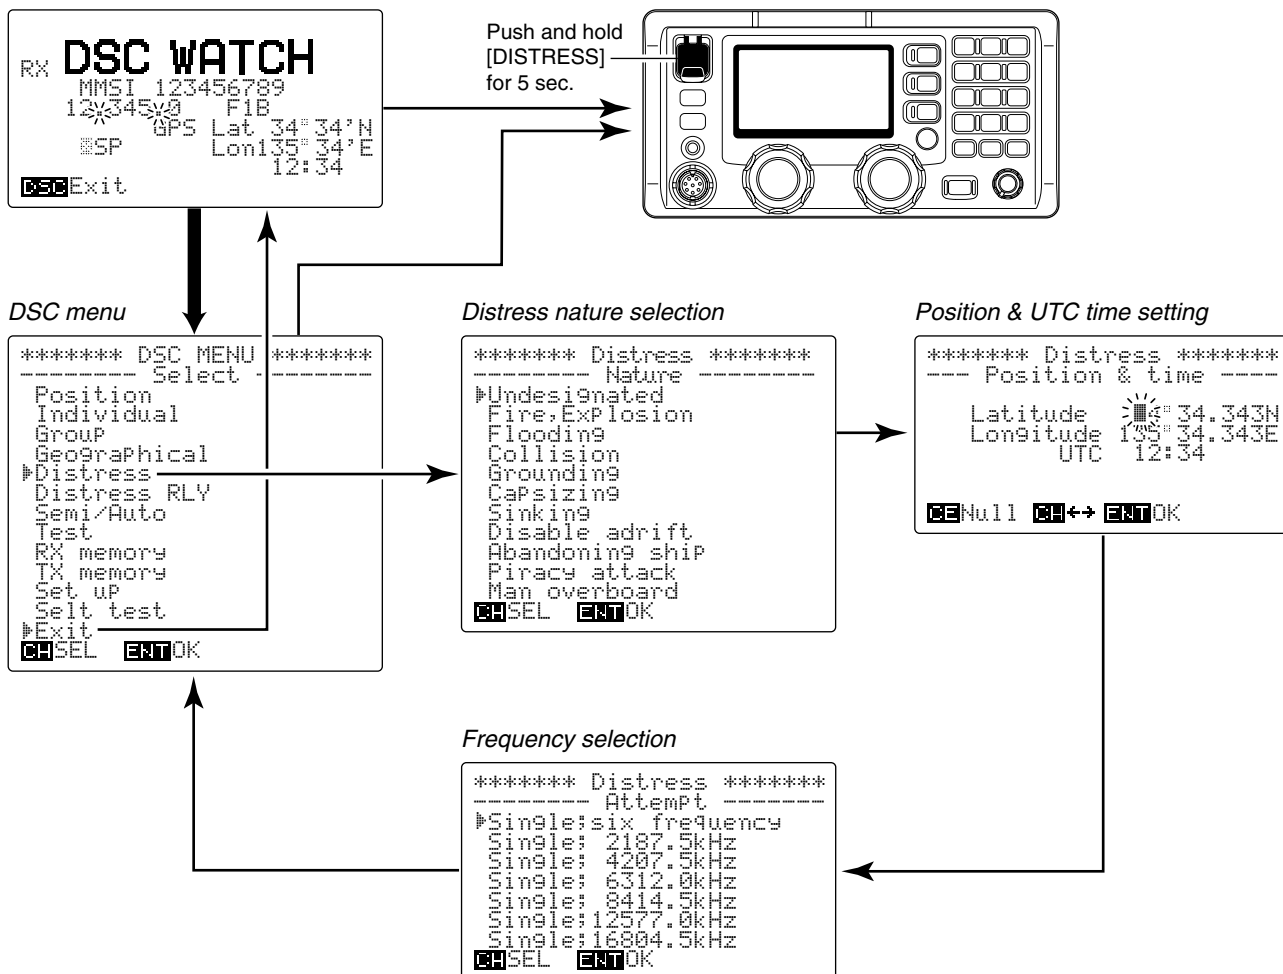 RX DSC WATCH
MMSI 123456789
12.345.0 F1B
GPS Lat 34°34'N
SP Lon135°34'E
12:34
DSC Exit
Push and hold
[DISTRESS]
for 5 sec.
DSC menu
******* DSC MENU *******
-------- Select --------
Position
Individual
Group
Geographical
Distress
Distress RLY
Semi/Auto
Test
RX memory
TX memory
Set up
Selt test
Exit
CH SEL ENT OK
Distress nature selection
******* Distress *******
-------- Nature --------
Undesignated
Fire,Explosion
Flooding
Collision
Grounding
Capsizing
Sinking
Disable adrift
Abandoning ship
Piracy attack
Man overboard
CH SEL ENT OK
Position & UTC time setting
******* Distress *******
--- Position & time ----
Latitude °34.343N
Longitude 135°34.343E
UTC 12:34
CE Null CH ↔ ENT OK
Frequency selection
******* Distress *******
-------- Attempt -------
Single;six frequency
Single; 2187.5kHz
Single; 4207.5kHz
Single; 6312.0kHz
Single; 8414.5kHz
Single;12577.0kHz
Single;16804.5kHz
CH SEL ENT OK